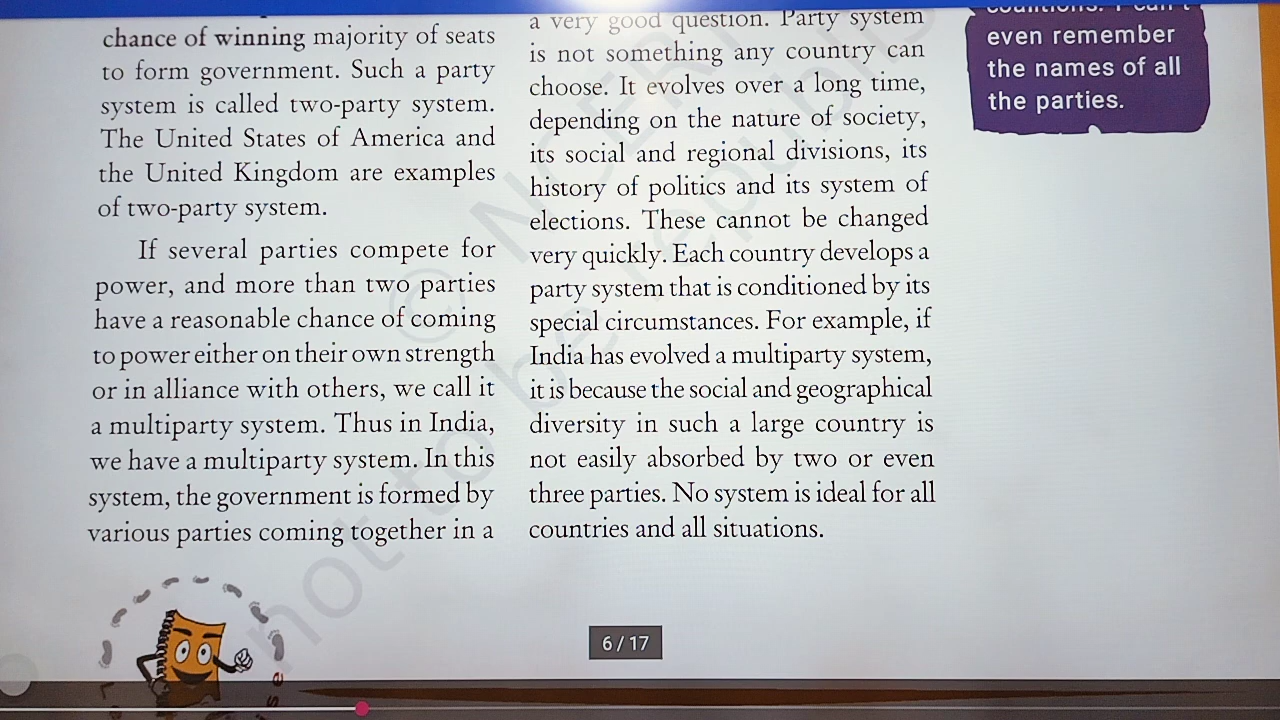 chance of winning majority of seats
to form government. Such a party
system is called two-party system.
The United States of America and
the United Kingdom are examples
of two-party system.
If several parties compete for
power, and more than two parties
have a reasonable chance of coming
to power either on their own strength
or in alliance with others, we call it
a multiparty system. Thus in India,
we have a multiparty system. In this
system, the government is formed by
various parties coming together in a
a very good question. Party system
is not something any country can
choose. It evolves over a long time,
depending on the nature of society,
its social and regional divisions, its
history of politics and its system of
elections. These cannot be changed
very quickly. Each country develops a
party system that is conditioned by its
special circumstances. For example, if
India has evolved a multiparty system,
it is because the social and geographical
diversity in such a large country is
not easily absorbed by two or even
three parties. No system is ideal for all
countries and all situations.
coalitions. I can't
even remember
the names of all
the parties.
© NCERT
not to be republis
6 / 17